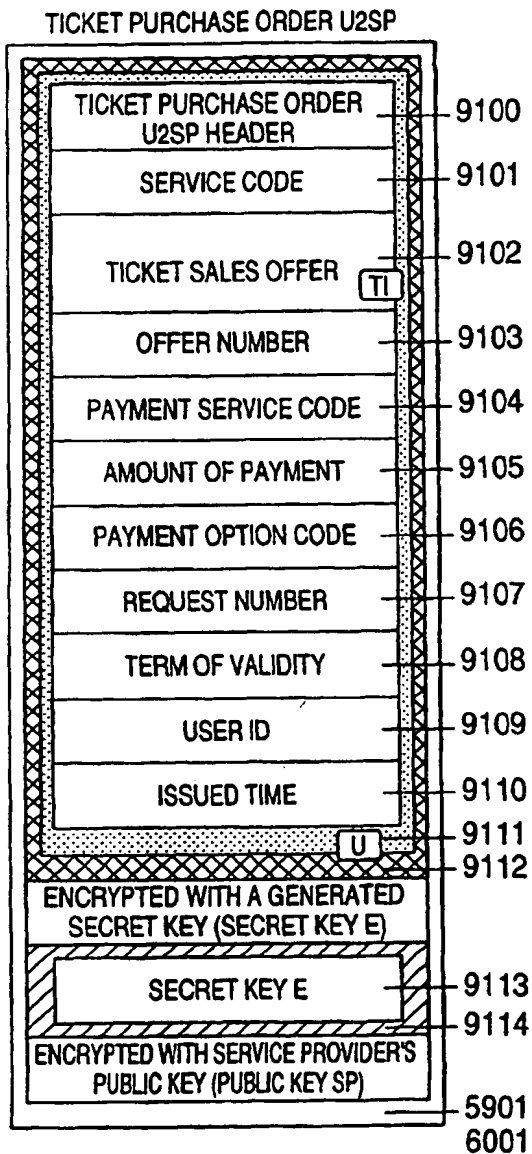 TICKET PURCHASE ORDER U2SP
TICKET PURCHASE ORDER
U2SP HEADER
9100
SERVICE CODE
9101
TICKET SALES OFFER
9102
TI
OFFER NUMBER
9103
PAYMENT SERVICE CODE
9104
AMOUNT OF PAYMENT
9105
PAYMENT OPTION CODE
9106
REQUEST NUMBER
9107
TERM OF VALIDITY
9108
USER ID
9109
ISSUED TIME
9110
U
9111
9112
ENCRYPTED WITH A GENERATED
SECRET KEY (SECRET KEY E)
SECRET KEY E
9113
9114
ENCRYPTED WITH SERVICE PROVIDER'S
PUBLIC KEY (PUBLIC KEY SP)
5901
6001